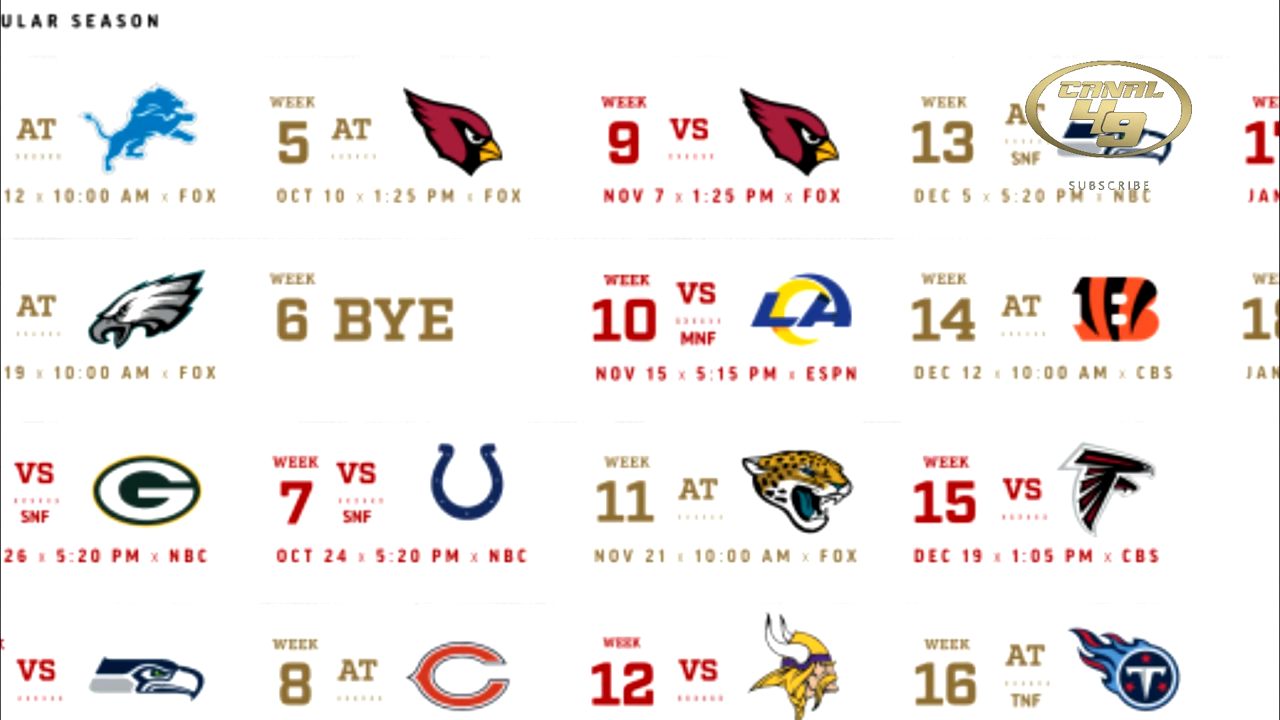 ULAR SEASON
AT
12 x 10:00 AM x FOX
AT
19 x 10:00 AM x FOX
VS
SNF
26 x 5:20 PM x NBC
VS
WEEK
5 AT
OCT 10 x 1:25 PM x FOX
WEEK
6 BYE
WEEK
7 VS
SNF
OCT 24 x 5:20 PM x NBC
WEEK
8 AT
WEEK
9 VS
NOV 7 x 1:25 PM x FOX
WEEK
10 VS
MNF
LA
NOV 15 x 5:15 PM x ESPN
WEEK
11 AT
NOV 21 x 10:00 AM x FOX
WEEK
12 VS
WEEK
13 AT
SNF
CANAL
49
SUBSCRIBE
DEC 5 x 5:20 PM x NBC
WEEK
14 AT
B
DEC 12 x 10:00 AM x CBS
WEEK
15 VS
DEC 19 x 1:05 PM x CBS
WEEK
16 AT
TNF
T
WE
JAN
WE
JAN